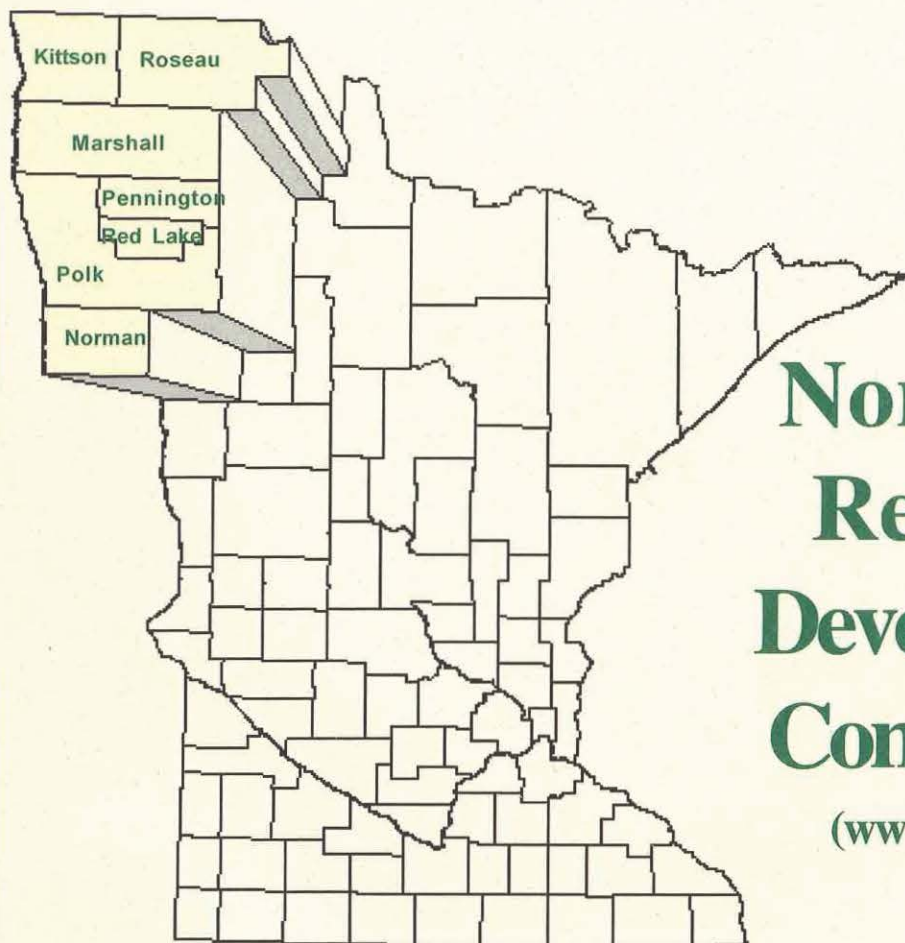 Kittson
Roseau
Marshall
Pennington
Red Lake
Polk
Norman
Nor
Re
Deve
Con
(ww